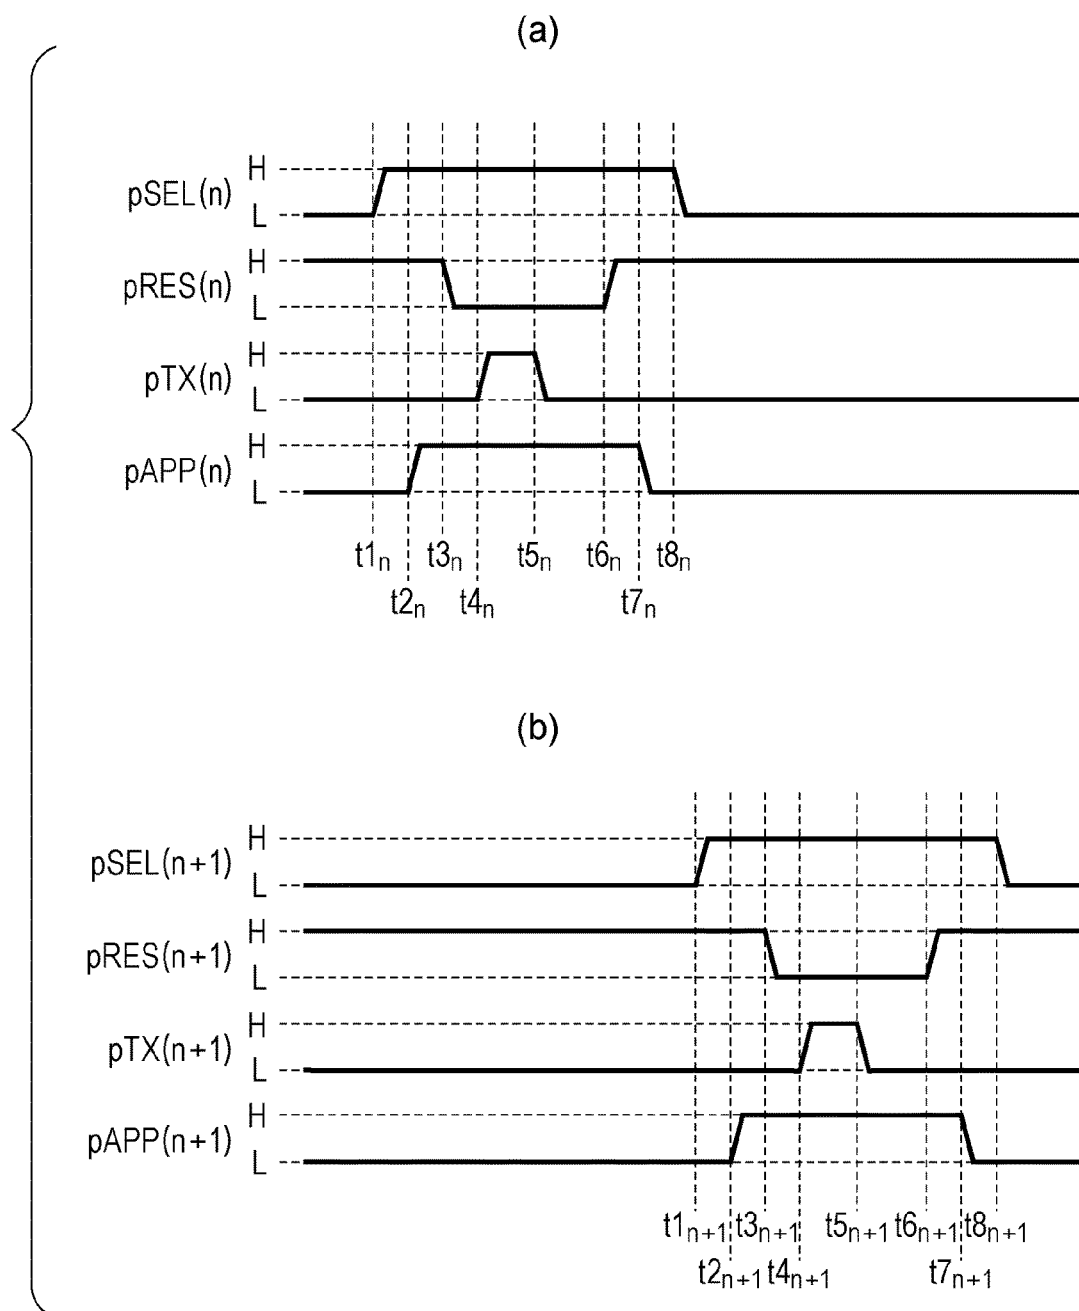 (a)
H
pSEL(n)
L
H
pRES(n)
L
H
pTX(n)
L
H
pAPP(n)
L
t1n t3n t5n t6n t8n
t2n t4n t7n
(b)
H
pSEL(n+1)
L
H
pRES(n+1)
L
H
pTX(n+1)
L
H
pAPP(n+1)
L
t1n+1 t3n+1 t5n+1 t6n+1 t8n+1
t2n+1 t4n+1 t7n+1